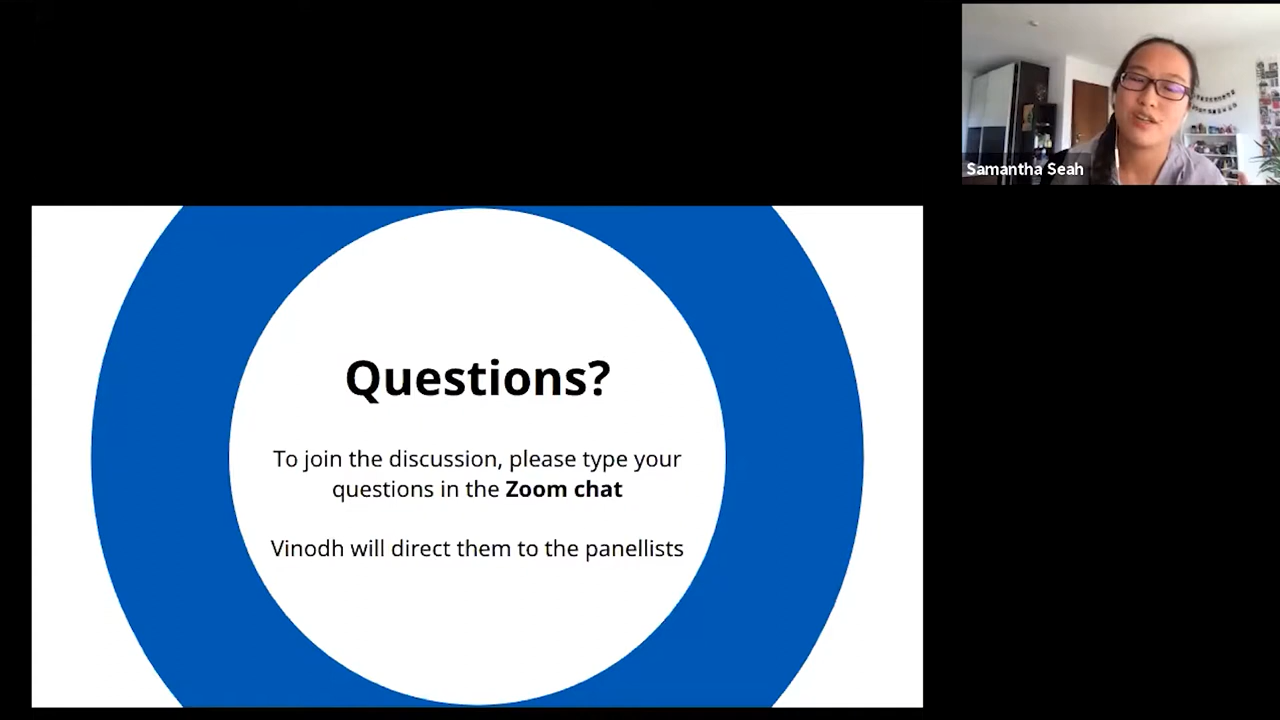 Samantha Seah
Questions?
To join the discussion, please type your
questions in the Zoom chat
Vinodh will direct them to the panellists